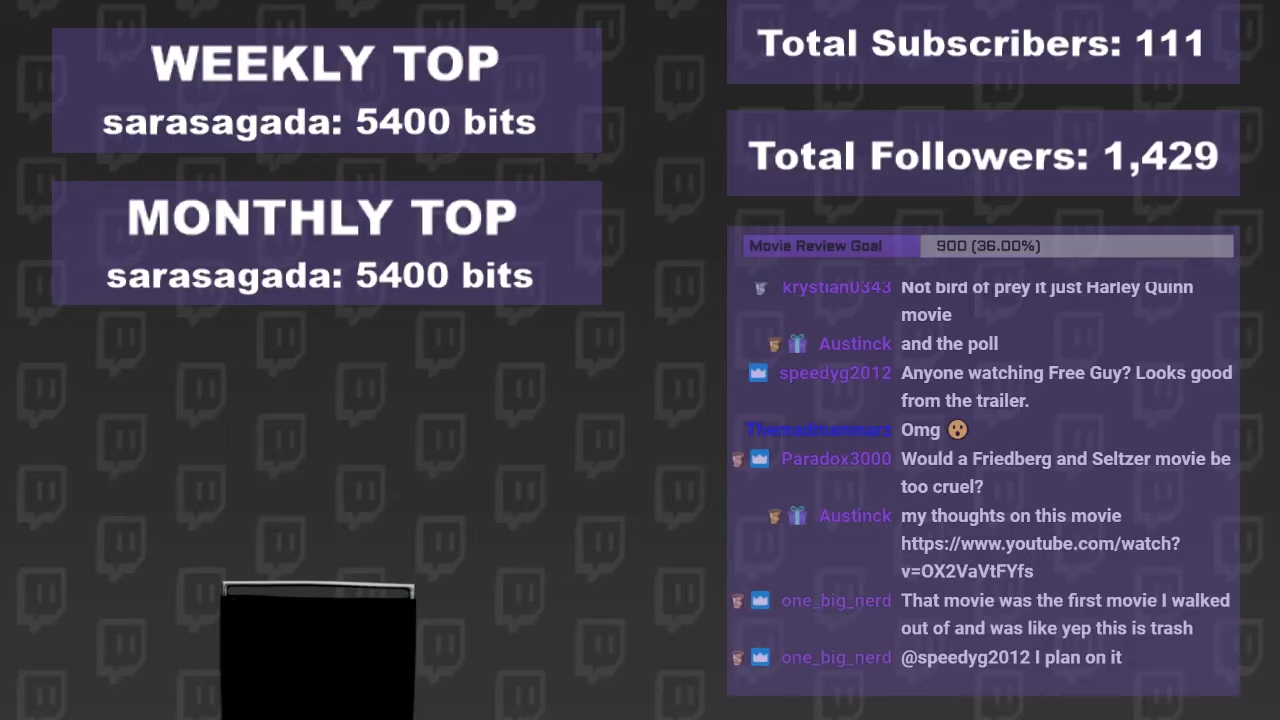 WEEKLY TOP
sarasagada: 5400 bits
MONTHLY TOP
sarasagada: 5400 bits
Total Subscribers: 111
Total Followers: 1,429
Movie Review Goal 900 (36.00%)
krystian0343 Not bird of prey it just Harley Quinn
movie
Austinck and the poll
speedyg2012 Anyone watching Free Guy? Looks good
from the trailer.
Themadmanmarz Omg 😮
Paradox3000 Would a Friedberg and Seltzer movie be
too cruel?
Austinck my thoughts on this movie
https://www.youtube.com/watch?
v=OX2VaVtFYfs
one_big_nerd That movie was the first movie I walked
out of and was like yep this is trash
one_big_nerd @speedyg2012 I plan on it